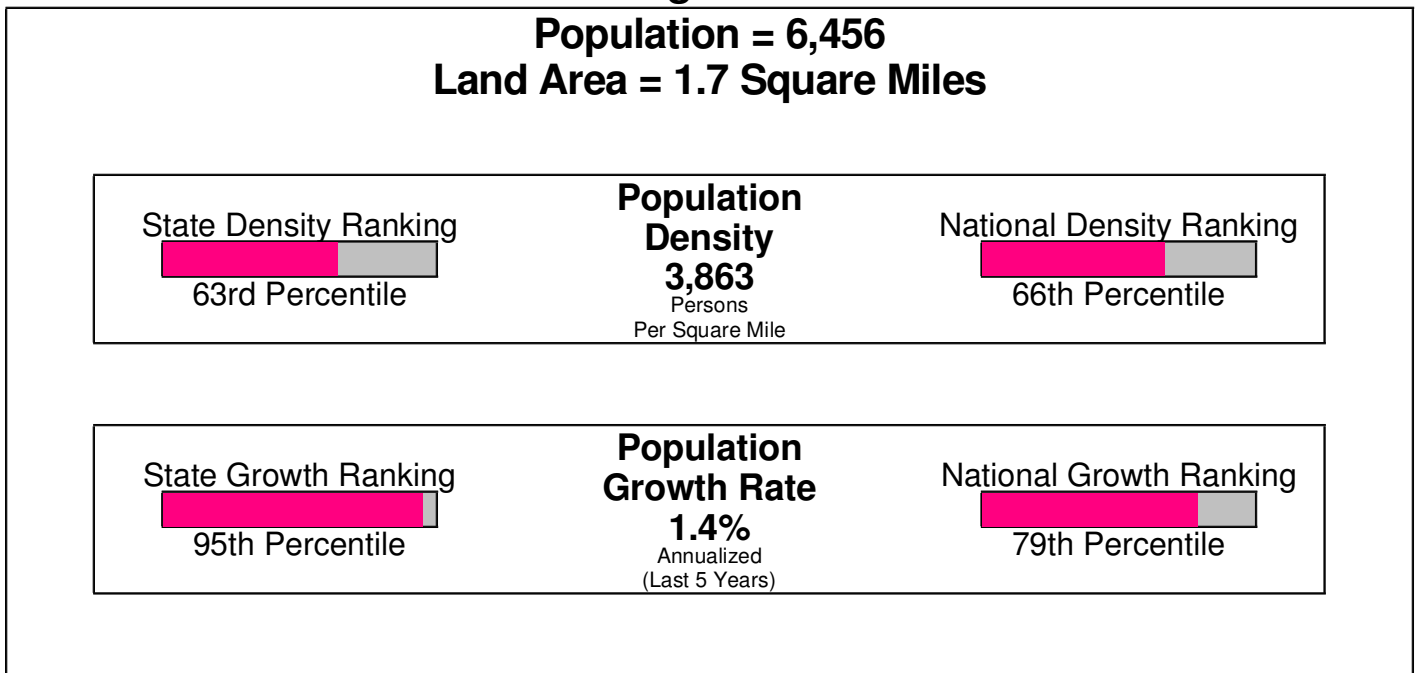 Population = 6,456
Land Area = 1.7 Square Miles
State Density Ranking
63rd Percentile
Population
Density
3,863
Persons
Per Square Mile
National Density Ranking
66th Percentile
State Growth Ranking
95th Percentile
Population
Growth Rate
1.4%
Annualized
(Last 5 Years)
National Growth Ranking
79th Percentile